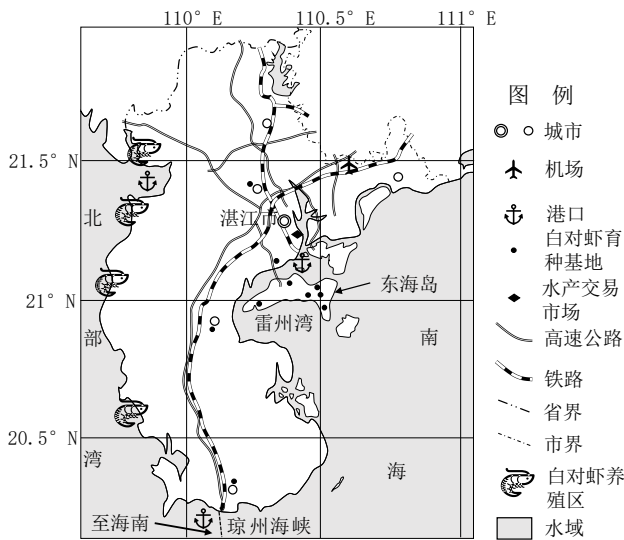 110° E
110.5° E
111° E
21.5° N
21° N
20.5° N
北
部
湾
湛江市
东海岛
雷州湾
南
海
至海南
琼州海峡
图 例
城市
机场
港口
白对虾育
种基地
水产交易
市场
高速公路
铁路
省界
市界
白对虾养
殖区
水域